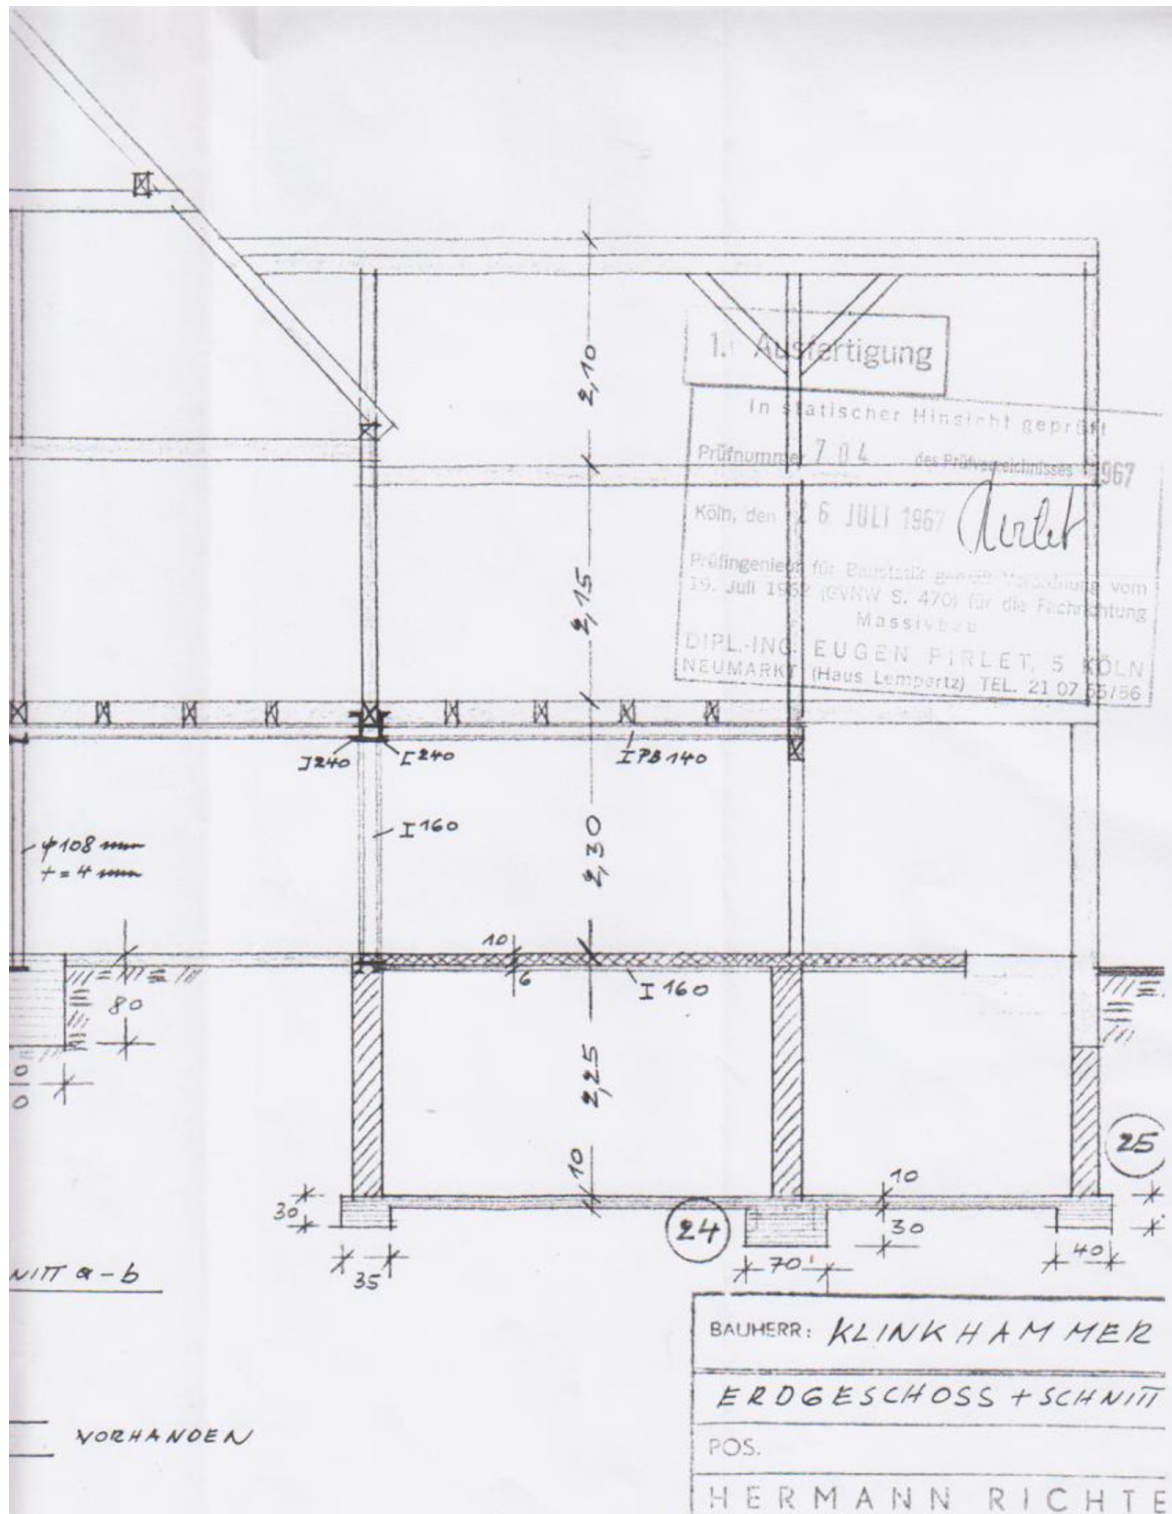 2,10
1. Ausfertigung
In statischer Hinsicht geprüft
Prüfnummer 704 des Prüfverzeichnisses 1967
Köln, den 26. JULI 1967
Pirlet
Prüfingenieur für Baustatik gemäß Verordnung vom
19. Juli 1962 (GVNW S. 470) für die Fachrichtung
Massivbau
DIPL.-ING. EUGEN PIRLET, 5 KÖLN
NEUMARKT (Haus Lempertz) TEL. 21 07 55/56
2,15
I240
[240
IPB140
I160
2,30
φ108 mm
t=4 mm
10
6
I160
80
2,25
10
25
10
30
24
30
35
70
40
NITT a-b
BAUHERR: KLINKHAMMER
ERDGESCHOSS + SCHNITT
VORHANDEN
POS.
HERMANN RICHTE